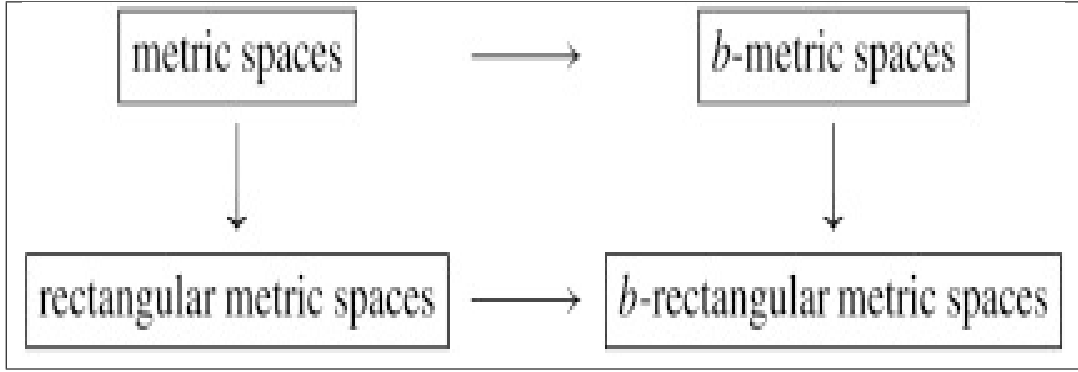 metric spaces
b-metric spaces
rectangular metric spaces
b-rectangular metric spaces